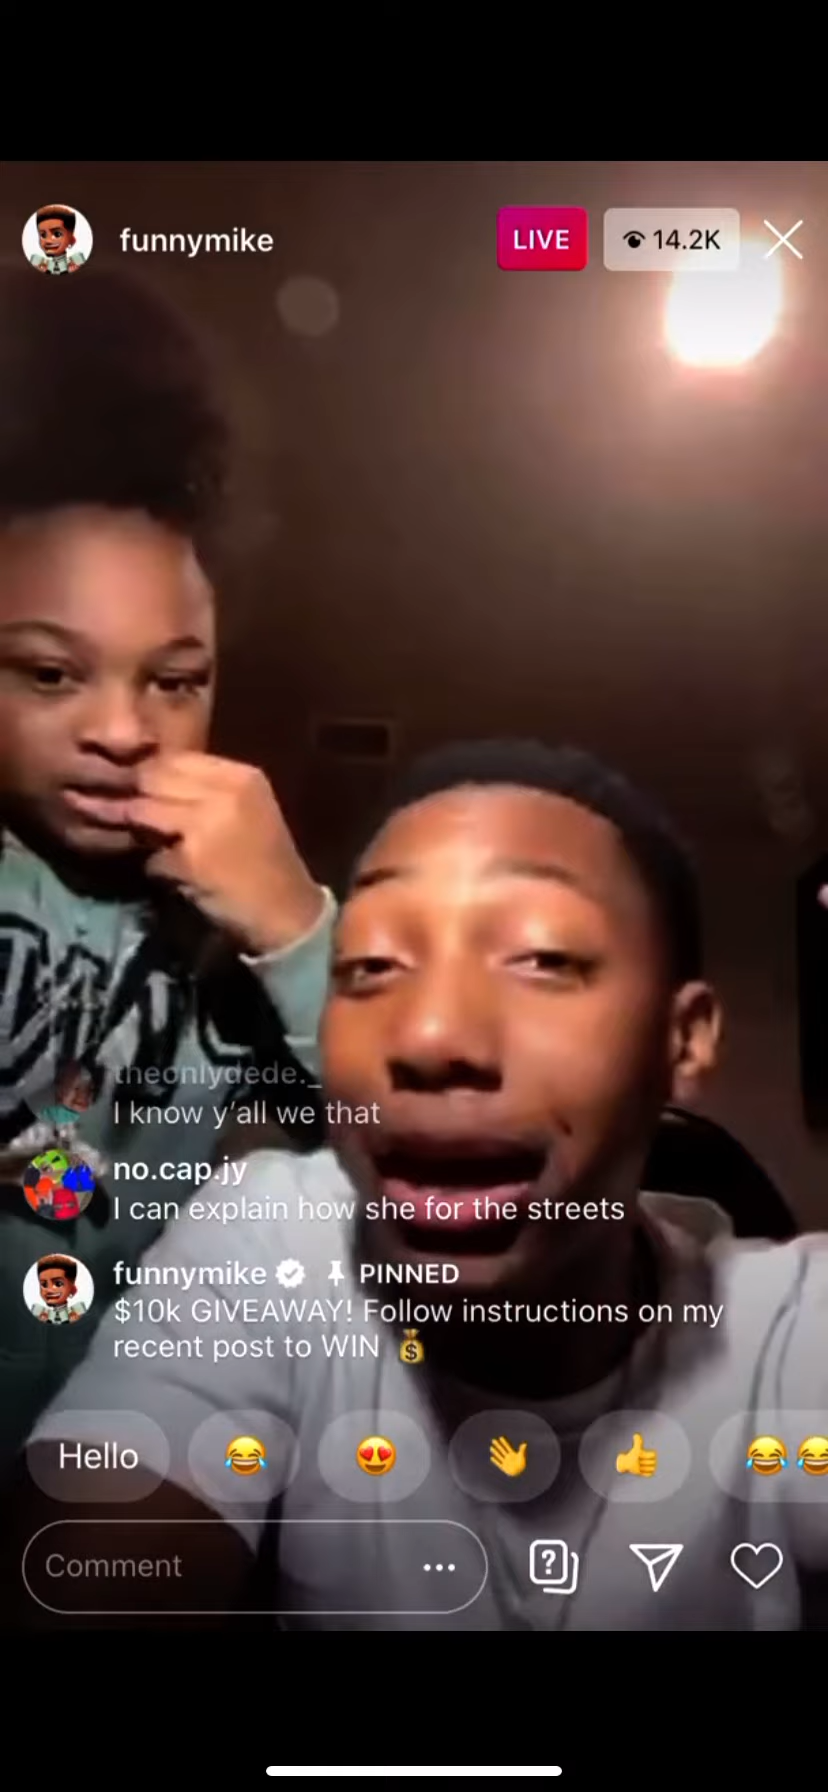 funnymike
LIVE
14.2K
theonlydede._
I know y'all we that
no.cap.jy
I can explain how she for the streets
funnymike PINNED
$10k GIVEAWAY! Follow instructions on my
recent post to WIN 💰
Hello 😂 😍 👋 👍 😂😂
Comment ...